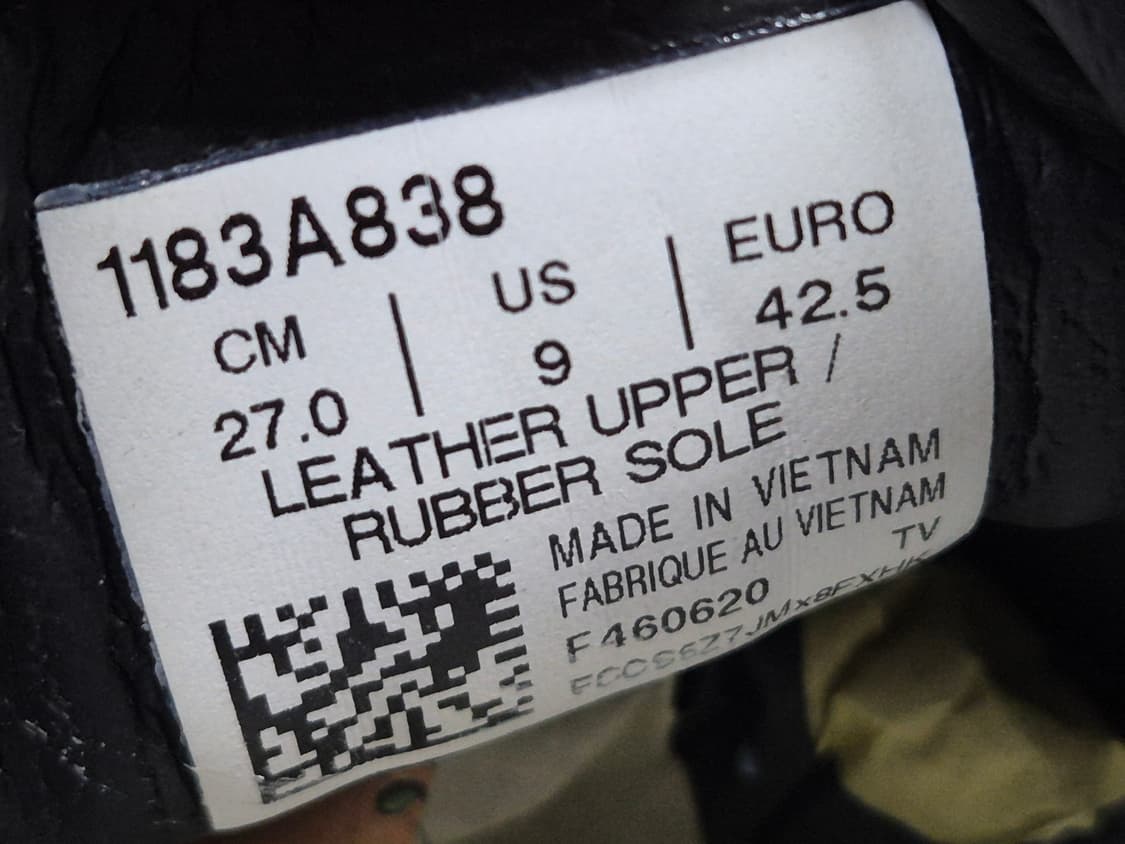 1183A838
CM | US | EURO
27.0 | 9 | 42.5
LEATHER UPPER /
RUBBER SOLE
MADE IN VIETNAM
FABRIQUE AU VIETNAM
TV
F460620